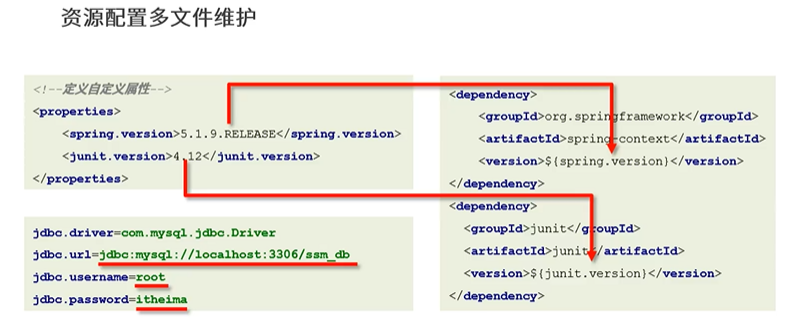 资源配置多文件维护
<!--定义自定义属性-->
<properties>
<spring.version>5.1.9.RELEASE</spring.version>
<junit.version>4.12</junit.version>
</properties>
jdbc.driver=com.mysql.jdbc.Driver
jdbc.url=jdbc:mysql://localhost:3306/ssm_db
jdbc.username=root
jdbc.password=itheima
<dependency>
<groupId>org.springframework</groupId>
<artifactId>spring-context</artifactId>
<version>${spring.version}</version>
</dependency>
<dependency>
<groupId>junit</groupId>
<artifactId>junit</artifactId>
<version>${junit.version}</version>
</dependency>